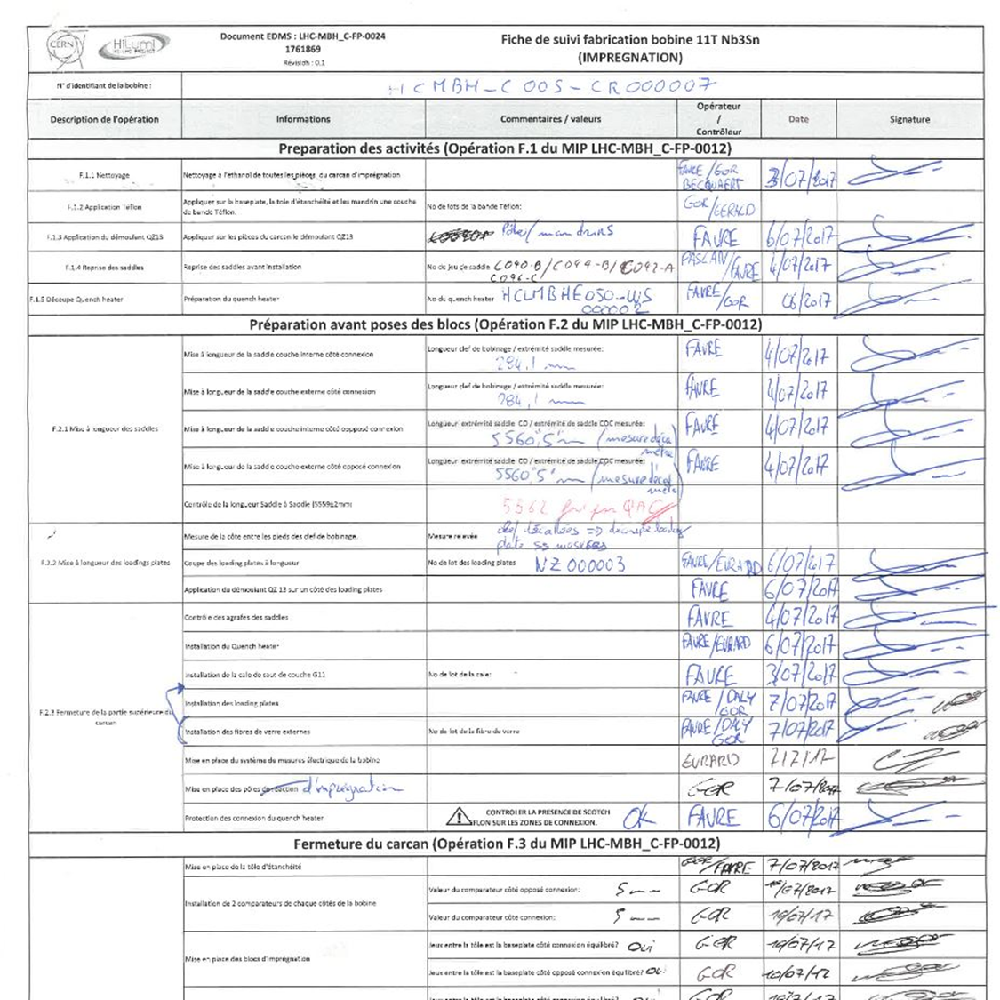 CERN
HiLumi
HL-LHC PROJECT
Document EDMS : LHC-MBH_C-FP-0024
1761869
Révision : 0.1
Fiche de suivi fabrication bobine 11T Nb3Sn
(IMPREGNATION)
N° d'identifiant de la bobine :
HCMBH_C005-CR000007
Description de l'opération
Informations
Commentaires / valeurs
Opérateur
/
Contrôleur
Date
Signature
Preparation des activités (Opération F.1 du MIP LHC-MBH_C-FP-0012)
F.1.1 Nettoyage
Nettoyage à l'éthanol de toutes les pièces du carcan d'imprégnation
FAVRE/GOR
BECQUAERT
3/07/2017
F.1.2 Application Téflon
Appliquer sur la baseplate, la tole d'étanchéité et les mandrin une couche
de bande Téflon.
No de lots de la bande Téflon:
GOR
/GERALD
F.1.3 Application du démoulant QZ13
Appliquer sur les pièces du carcan le démoulant QZ13
Pôles/mandrins
FAVRE
6/07/2017
F.1.4 Reprise des saddles
Reprise des saddles avant installation
No du jeu de saddle C090-B/C094-B/C092-A
C096-C
/FAVRE
4/07/2017
F.1.5 Découpe Quench heater
Préparation du quench heater
No du quench heater HCLMBHE050-
000002
FAVRE
/GOR
06/2017
Préparation avant poses des blocs (Opération F.2 du MIP LHC-MBH_C-FP-0012)
F.2.1 Mise à longueur des saddles
Mise à longueur de la saddle couche interne côté connexion
Longueur clef de bobinage / extrémité saddle mesurée:
284,1 mm
FAVRE
4/07/2017
Mise à longueur de la saddle couche externe côté connexion
Longueur clef de bobinage / extrémité saddle mesurée:
284,1 mm
FAVRE
4/07/2017
Mise à longueur de la saddle couche interne côté opposé connexion
Longueur extrémité saddle CD / extrémité de saddle COC mesurée:
5560,5 mm (mesure déca
mètre
FAVRE
4/07/2017
Mise à longueur de la saddle couche externe côté opposé connexion
Longueur extrémité saddle CD / extrémité de saddle COC mesurée:
5560,5 mm (mesure déca
mètre
FAVRE
4/07/2017
Contrôle de la longueur Saddle à Saddle (5559±2mm)
5562
F.2.2 Mise à longueur des loadings plates
Mesure de la côte entre les pieds des clef de bobinage.
Mesure relevée
clef décallées => découpe loading
plate ss mesures
Coupe des loading plates à longueur
No de lot des loading plates NZ 000003
FAVRE/EVRARD
6/07/2017
Application du démoulant QZ 13 sur un côté des loading plates
FAVRE
6/07/2017
F.2.3 Fermeture de la partie supérieure du
carcan
Contrôle des agrafes des saddles
FAVRE
4/07/2017
Installation du Quench heater
FAVRE/EVRARD
6/07/2017
Installation de la cale de saut de couche G11
No de lot de la cale:
FAVRE
3/07/2017
Installation des loading plates
FAVRE/DALY
GOR
7/07/2017
Installation des fibres de verre externes
No de lot de la fibre de verre
FAVRE/DALY
GOR
7/07/2017
Mise en place du système de mesures électrique de la bobine
EVRARD
7/7/17
Mise en place des pôles de réaction d'imprégnation
GOR
7/07/2017
Protection des connexion du quench heater
CONTROLER LA PRESENCE DE SCOTCH
TEFLON SUR LES ZONES DE CONNEXION. OK
FAVRE
6/07/2017
Fermeture du carcan (Opération F.3 du MIP LHC-MBH_C-FP-0012)
Mise en place de la tôle d'étanchéité
GOR/FAVRE
7/07/2017
Installation de 2 comparateurs de chaque côtés de la bobine
Valeur du comparateur côté opposé connexion: 5 mm
GOR
10/07/2017
Valeur du comparateur côte connexion: 5 mm
GOR
10/07/17
Mise en place des blocs d'imprégnation
Jeux entre la tôle est la baseplate côté connexion équilibré? Oui
GOR
10/07/17
Jeux entre la tôle est la baseplate côté opposé connexion équilibré? Oui
GOR
10/07/17